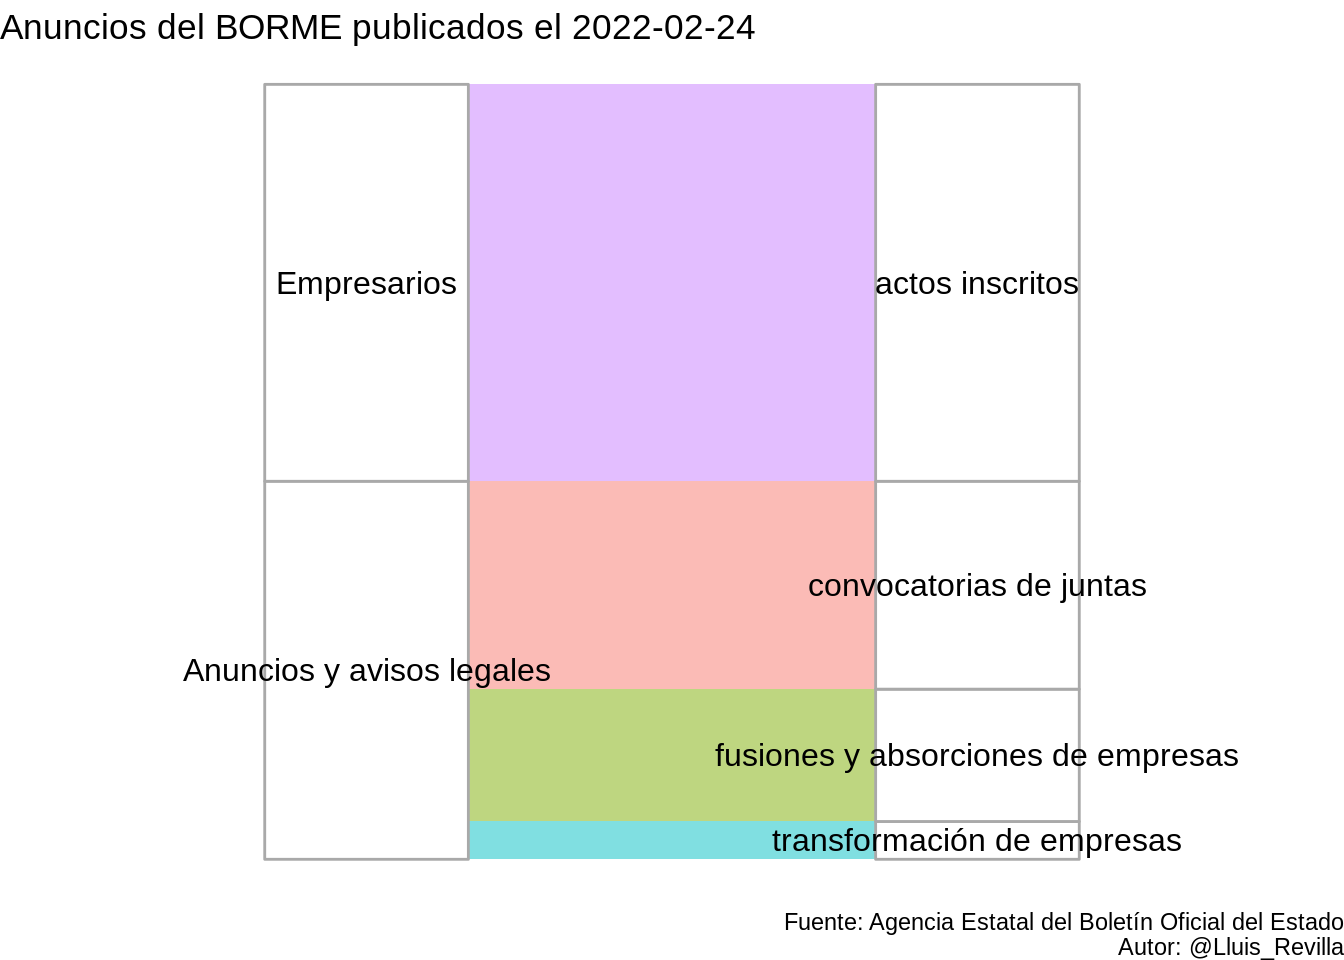 Anuncios del BORME publicados el 2022-02-24
Empresarios
actos inscritos
convocatorias de juntas
Anuncios y avisos legales
fusiones y absorciones de empresas
transformación de empresas
Fuente: Agencia Estatal del Boletín Oficial del Estado
Autor: @Lluis_Revilla